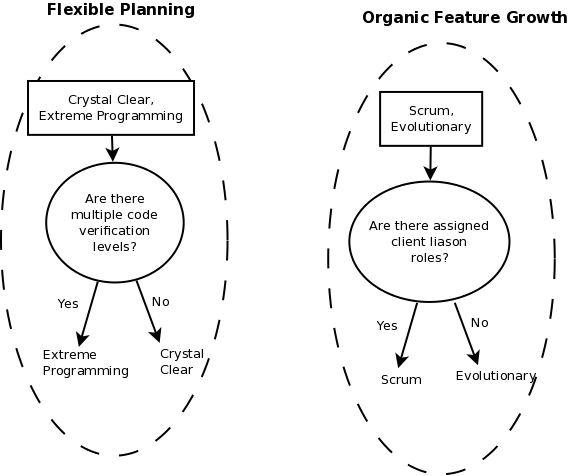 Flexible Planning
Crystal Clear,
Extreme Programming
Are there
multiple code
verification
levels?
Yes
No
Extreme
Programming
Crystal
Clear
Organic Feature Growth
Scrum,
Evolutionary
Are there assigned
client liason
roles?
Yes
No
Scrum
Evolutionary